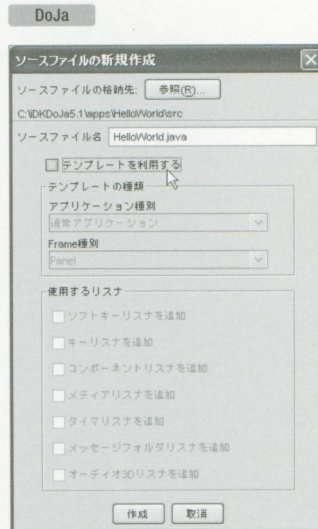 DoJa
ソースファイルの新規作成
ソースファイルの格納先: 参照(R)...
C:\iDKDoJa5.1\apps\HelloWorld\src
ソースファイル名 HelloWorld.java
テンプレートを利用する
テンプレートの種類
アプリケーション種別
通常アプリケーション
Frame種別
Panel
使用するリスナ
ソフトキーリスナを追加
キーリスナを追加
コンポーネントリスナを追加
メディアリスナを追加
タイマリスナを追加
メッセージフォルダリスナを追加
オーディオ3Dリスナを追加
作成 取消